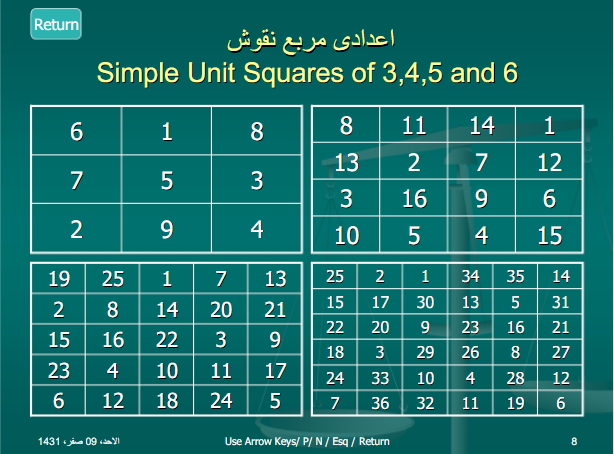 Return
اعدادی مربع نقوش
Simple Unit Squares of 3,4,5 and 6
6 1 8
7 5 3
2 9 4
8 11 14 1
13 2 7 12
3 16 9 6
10 5 4 15
19 25 1 7 13
2 8 14 20 21
15 16 22 3 9
23 4 10 11 17
6 12 18 24 5
25 2 1 34 35 14
15 17 30 13 5 31
22 20 9 23 16 21
18 3 29 26 8 27
24 33 10 4 28 12
7 36 32 11 19 6
الاحد، 09 صفر، 1431
Use Arrow Keys/ P/ N / Esq / Return
8